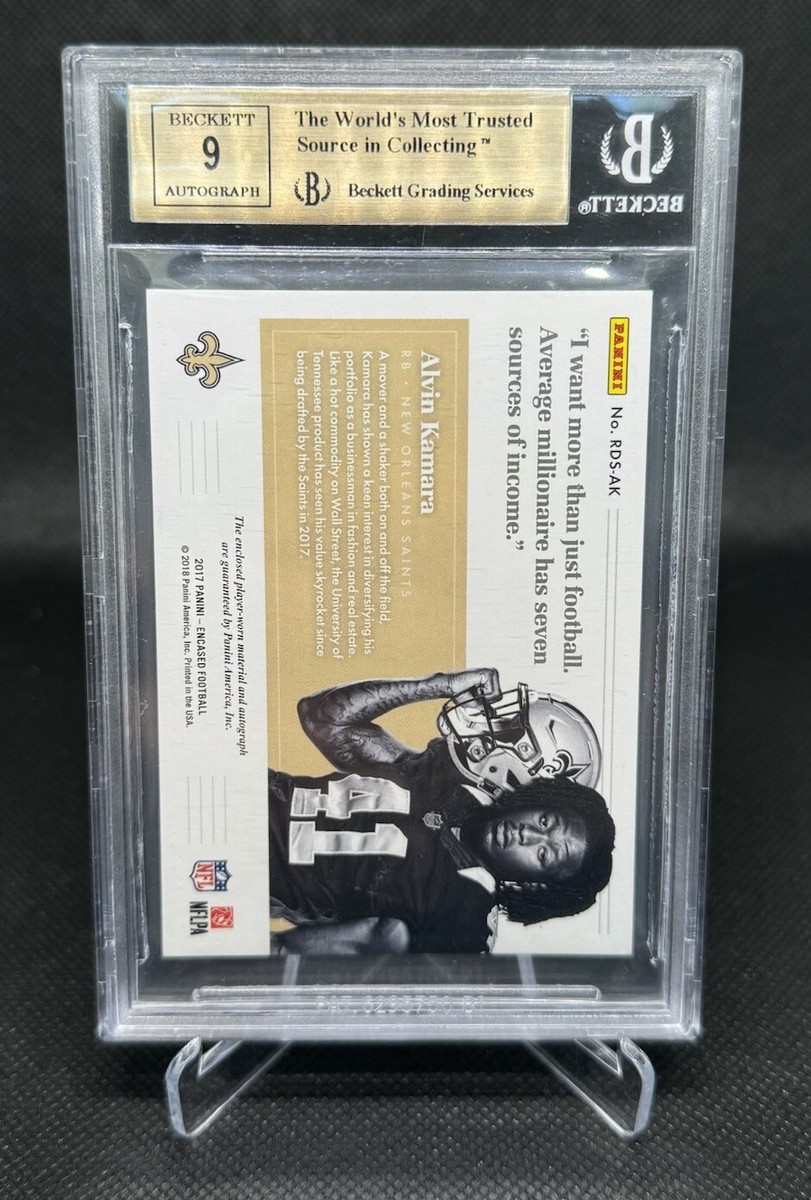 BECKETT
9
AUTOGRAPH
The World's Most Trusted
Source in Collecting™
B
Beckett Grading Services
B
BECKETT®
PANINI
No. RDS-AK
“I want more than just football.
Average millionaire has seven
sources of income.”
Alvin Kamara
RB • NEW ORLEANS SAINTS
A mover and a shaker both on and off the field,
Kamara has shown a keen interest in diversifying his
portfolio as a businessman in fashion and real estate.
Like a hot commodity on Wall Street, the University of
Tennessee product has seen his value skyrocket since
being drafted by the Saints in 2017.
41
The enclosed player-worn material and autograph
are guaranteed by Panini America, Inc.
2017 PANINI – ENCASED FOOTBALL
© 2018 Panini America, Inc. Printed in the USA.
NFL
NFLPA